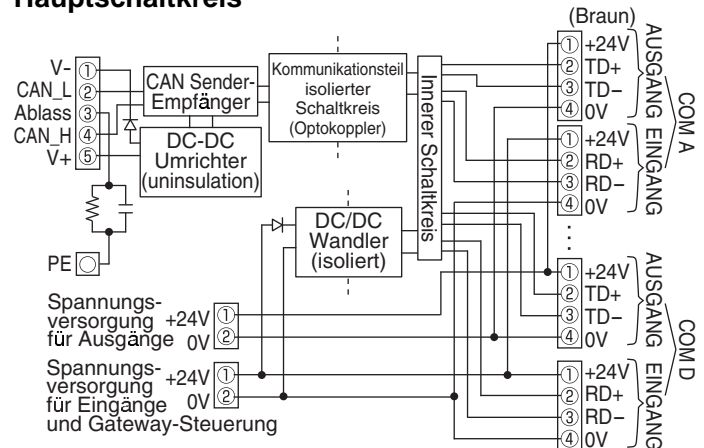 Hauptschaltkreis
V-
CAN_L
Ablass
CAN_H
V+
①
②
③
④
⑤
PE
CAN Sender-
Empfänger
DC-DC
Umrichter
(uninsulation)
Kommunikationsteil
isolierter
Schaltkreis
(Optokoppler)
Innerer Schaltkreis
DC/DC
Wandler
(isoliert)
Spannungs-
versorgung
für Ausgänge
+24V ①
0V ②
Spannungs-
versorgung
für Eingänge
und Gateway-Steuerung
+24V ①
0V ②
(Braun)
① +24V
② TD+
③ TD−
④ 0V
AUSGANG
① +24V
② RD+
③ RD−
④ 0V
EINGANG
COM A
① +24V
② TD+
③ TD−
④ 0V
AUSGANG
① +24V
② RD+
③ RD−
④ 0V
EINGANG
COM D